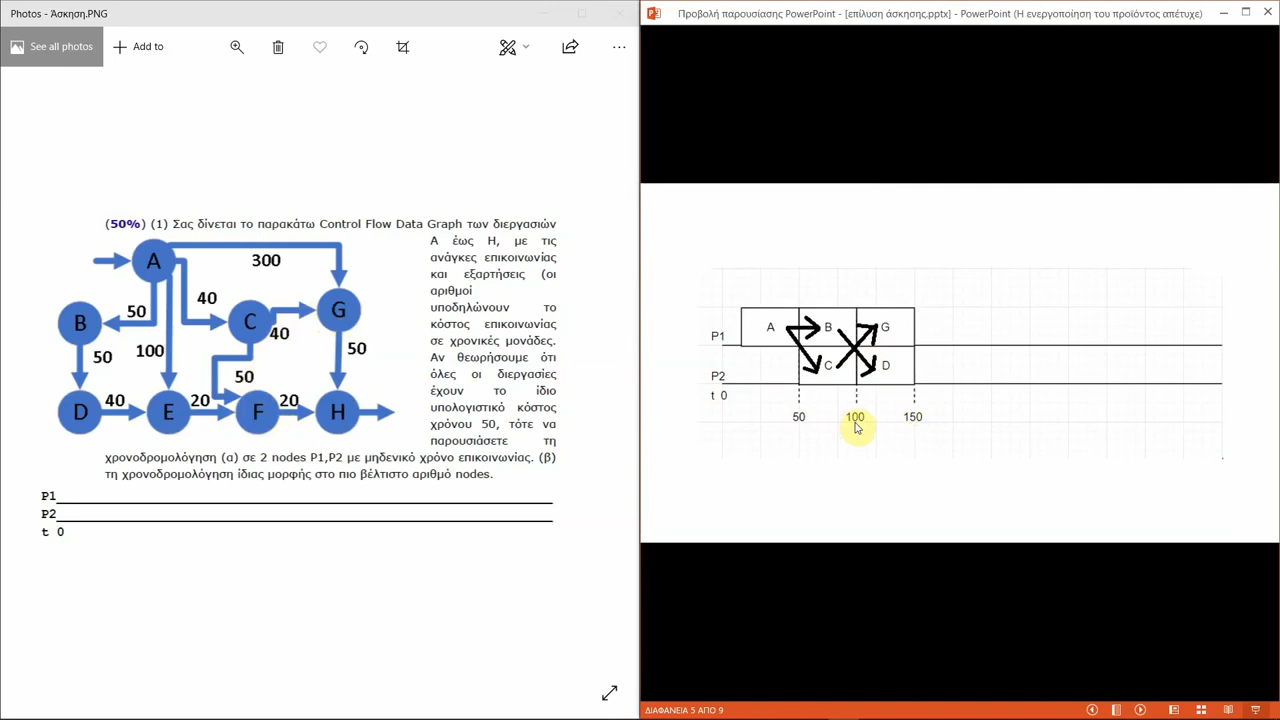 Photos - Άσκηση.PNG
See all photos
Add to
(50%) (1) Σας δίνεται το παρακάτω Control Flow Data Graph των διεργασιών
A έως H, με τις
ανάγκες επικοινωνίας
και εξαρτήσεις (οι
αριθμοί
υποδηλώνουν το
κόστος επικοινωνίας
σε χρονικές μονάδες.
Αν θεωρήσουμε ότι
όλες οι διεργασίες
έχουν το ίδιο
υπολογιστικό κόστος
χρόνου 50, τότε να
παρουσιάσετε τη
χρονοδρομολόγηση (α) σε 2 nodes P1,P2 με μηδενικό χρόνο επικοινωνίας. (β)
τη χρονοδρομολόγηση ίδιας μορφής στο πιο βέλτιστο αριθμό nodes.
A
300
50
40
B
C
G
40
50
100
50
50
D
40
E
20
F
20
H
P1
P2
t 0
P Προβολή παρουσίασης PowerPoint - [επίλυση άσκησης.pptx] - PowerPoint (Η ενεργοποίηση του προϊόντος απέτυχε)
P1
A
B
G
P2
C
D
t 0
50
100
150
ΔΙΑΦΑΝΕΙΑ 5 ΑΠΟ 9